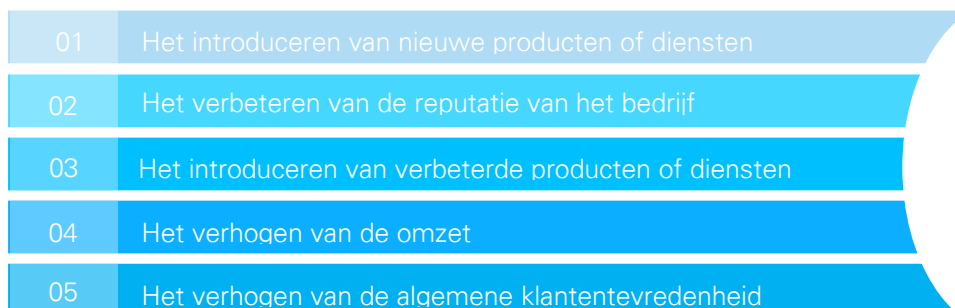 01 Het introduceren van nieuwe producten of diensten
02 Het verbeteren van de reputatie van het bedrijf
03 Het introduceren van verbeterde producten of diensten
04 Het verhogen van de omzet
05 Het verhogen van de algemene klantentevredenheid